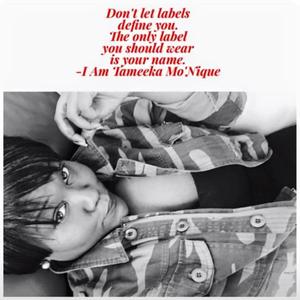 Don't let labels
define you.
The only label
you should wear
is your name.
-I Am Tameeka Mo'Nique